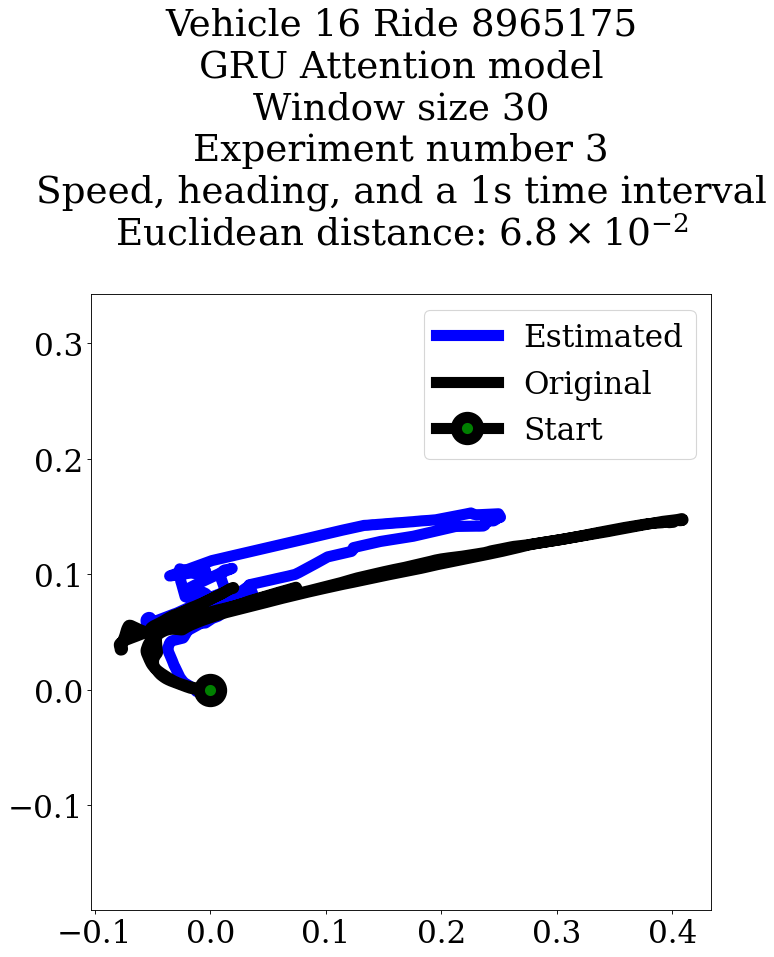 Vehicle 16 Ride 8965175
GRU Attention model
Window size 30
Experiment number 3
Speed, heading, and a 1s time interval
Euclidean distance: 6.8 × 10⁻²
Estimated
Original
Start
0.3
0.2
0.1
0.0
−0.1
−0.1 0.0 0.1 0.2 0.3 0.4